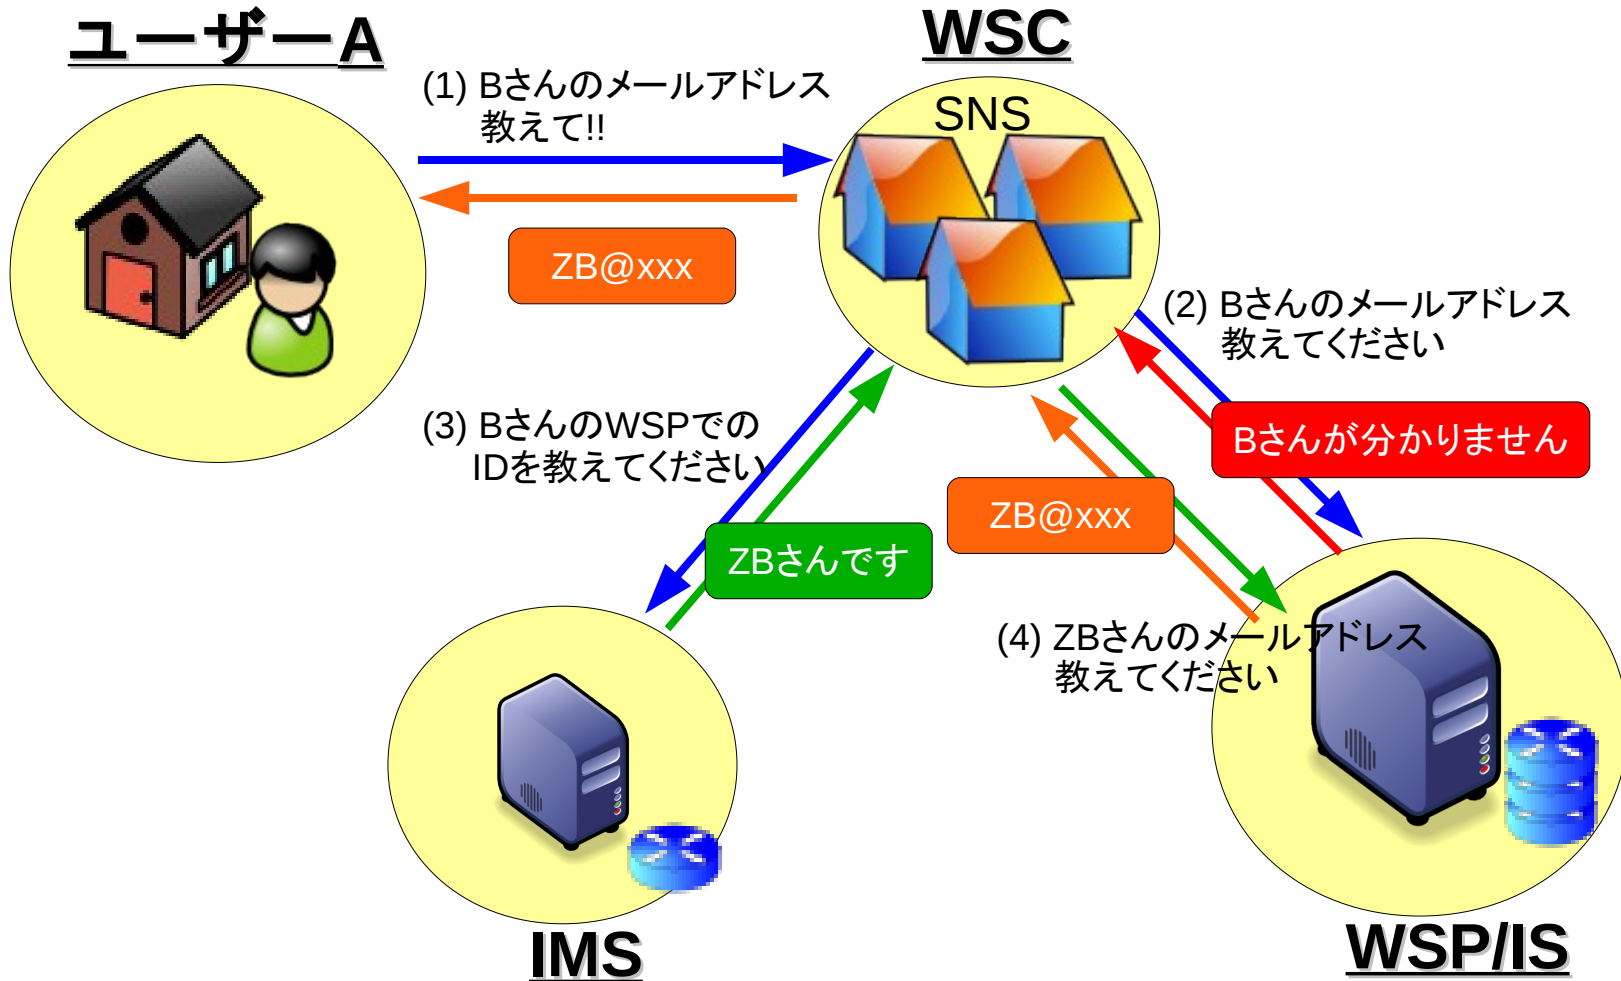 ユーザーA
WSC
(1) Bさんのメールアドレス
教えて!!
SNS
ZB@xxx
(2) Bさんのメールアドレス
教えてください
(3) BさんのWSPでの
IDを教えてください
Bさんが分かりません
ZB@xxx
ZBさんです
(4) ZBさんのメールアドレス
教えてください
IMS
WSP/IS